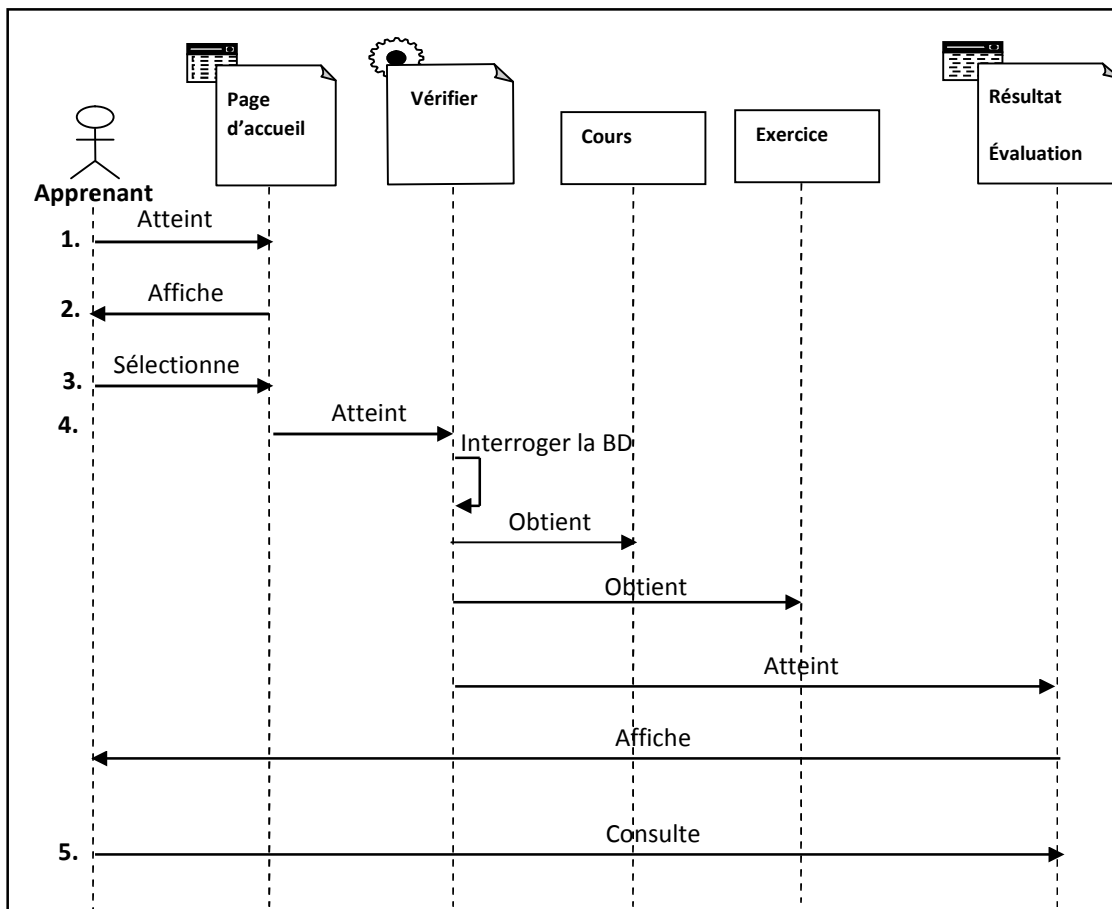 Page
d'accueil
Vérifier
Cours
Exercice
Résultat
Évaluation
Apprenant
1.
Atteint
2.
Affiche
3.
Sélectionne
4.
Atteint
Interroger la BD
Obtient
Obtient
Atteint
Affiche
5.
Consulte